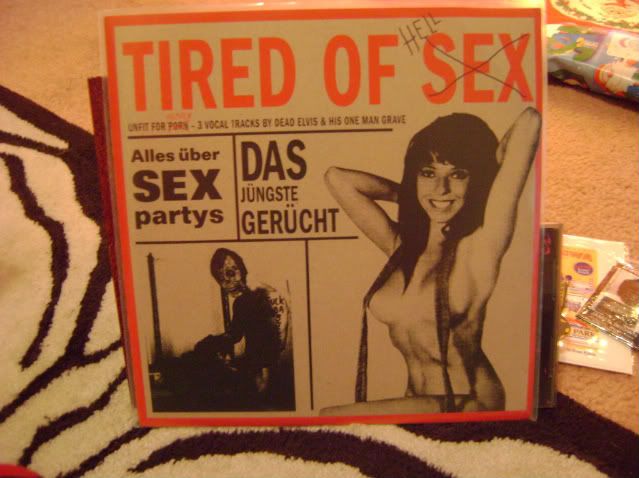 HELL
TIRED OF SEX
UNFIT FOR PORN - 3 VOCAL TRACKS BY DEAD ELVIS & HIS ONE MAN GRAVE
Alles über
SEX
partys
DAS
JÜNGSTE
GERÜCHT